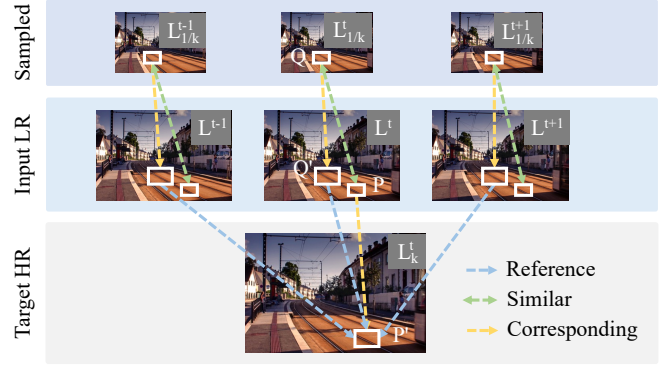 Sampled
L^{t-1}_{1/k}
L^{t}_{1/k}
L^{t+1}_{1/k}
Q
Input LR
L^{t-1}
L^{t}
L^{t+1}
Q
P
Target HR
L^{t}_{k}
P'
Reference
Similar
Corresponding